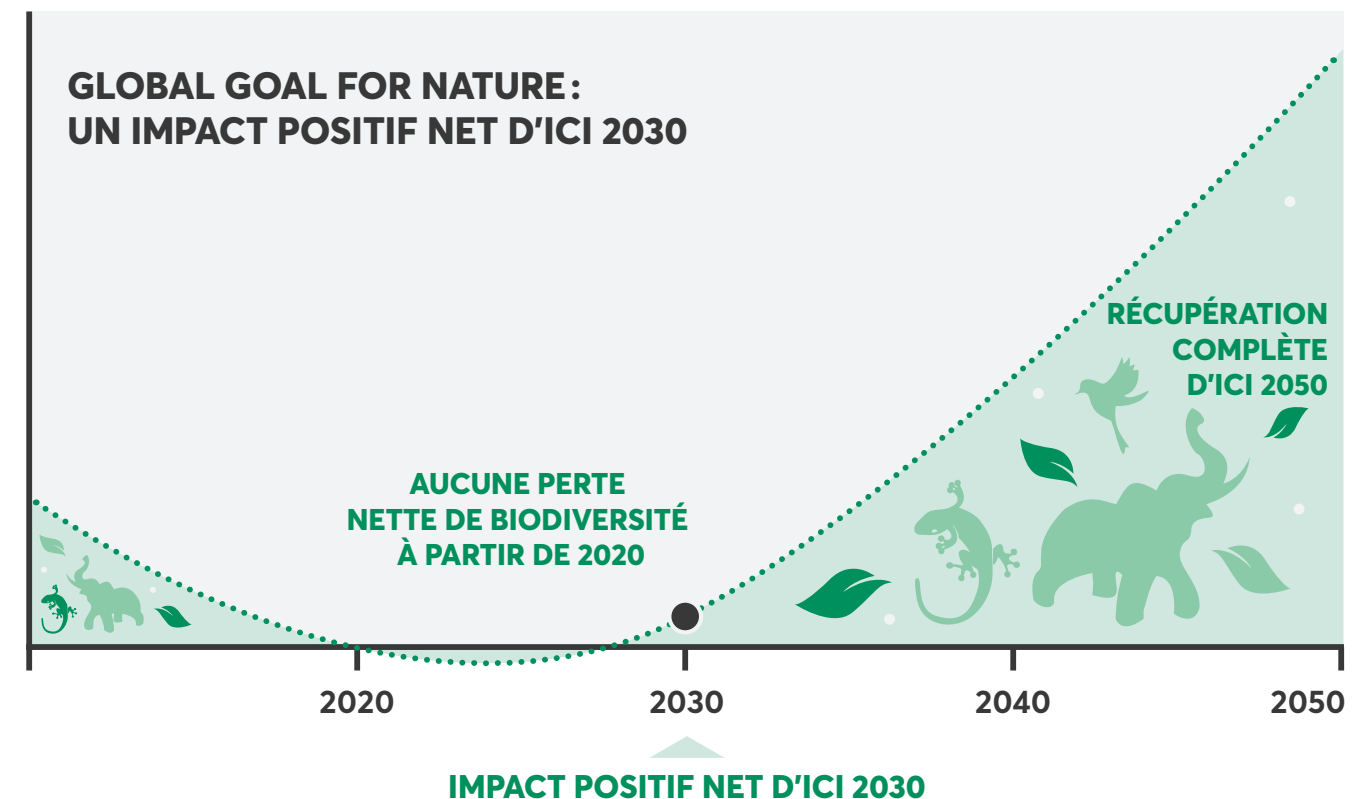 GLOBAL GOAL FOR NATURE :
UN IMPACT POSITIF NET D'ICI 2030
RÉCUPÉRATION
COMPLÈTE
D'ICI 2050
AUCUNE PERTE
NETTE DE BIODIVERSITÉ
À PARTIR DE 2020
2020
2030
2040
2050
IMPACT POSITIF NET D'ICI 2030